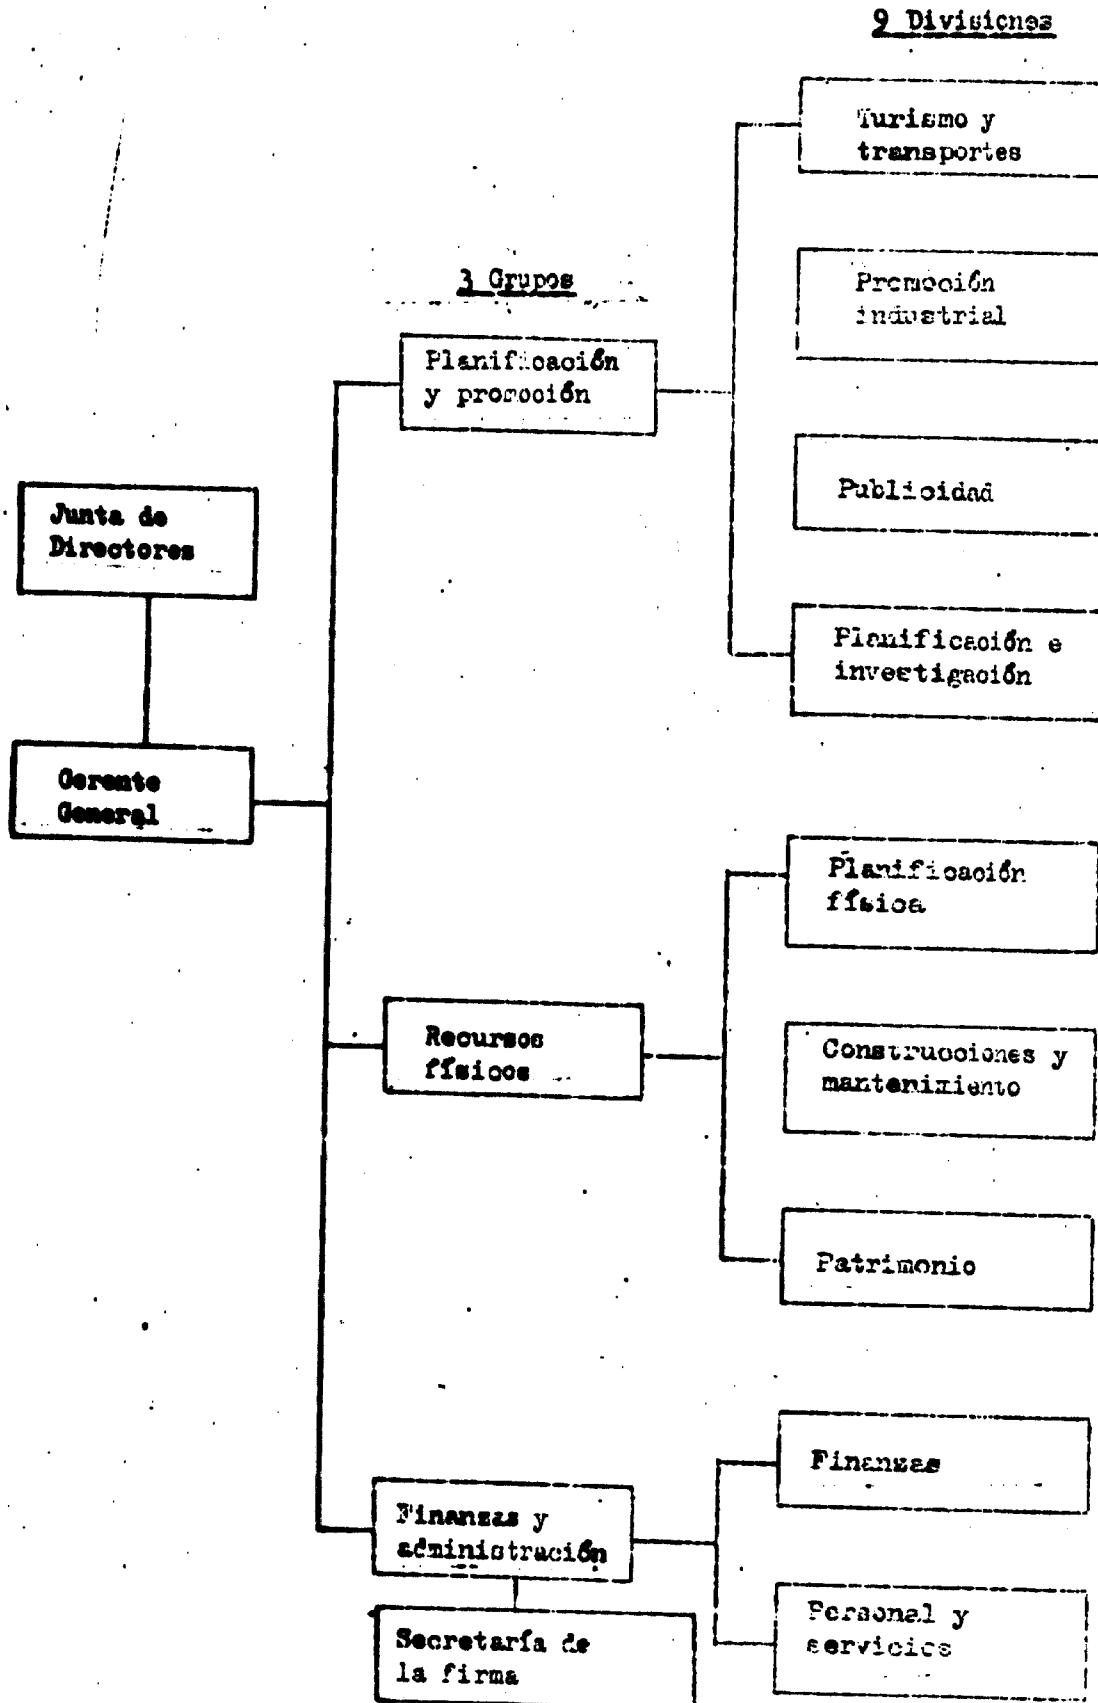 9 Divisiones
Turismo y
transportes
Promoción
industrial
3 Grupos
Planificación
y promoción
Publicidad
Junta de
Directores
Planificación e
investigación
Gerente
General
Planificación
física
Recursos
físicos
Construcciones y
mantenimiento
Patrimonio
Finanzas
Finanzas y
administración
Personal y
servicios
Secretaría de
la firma